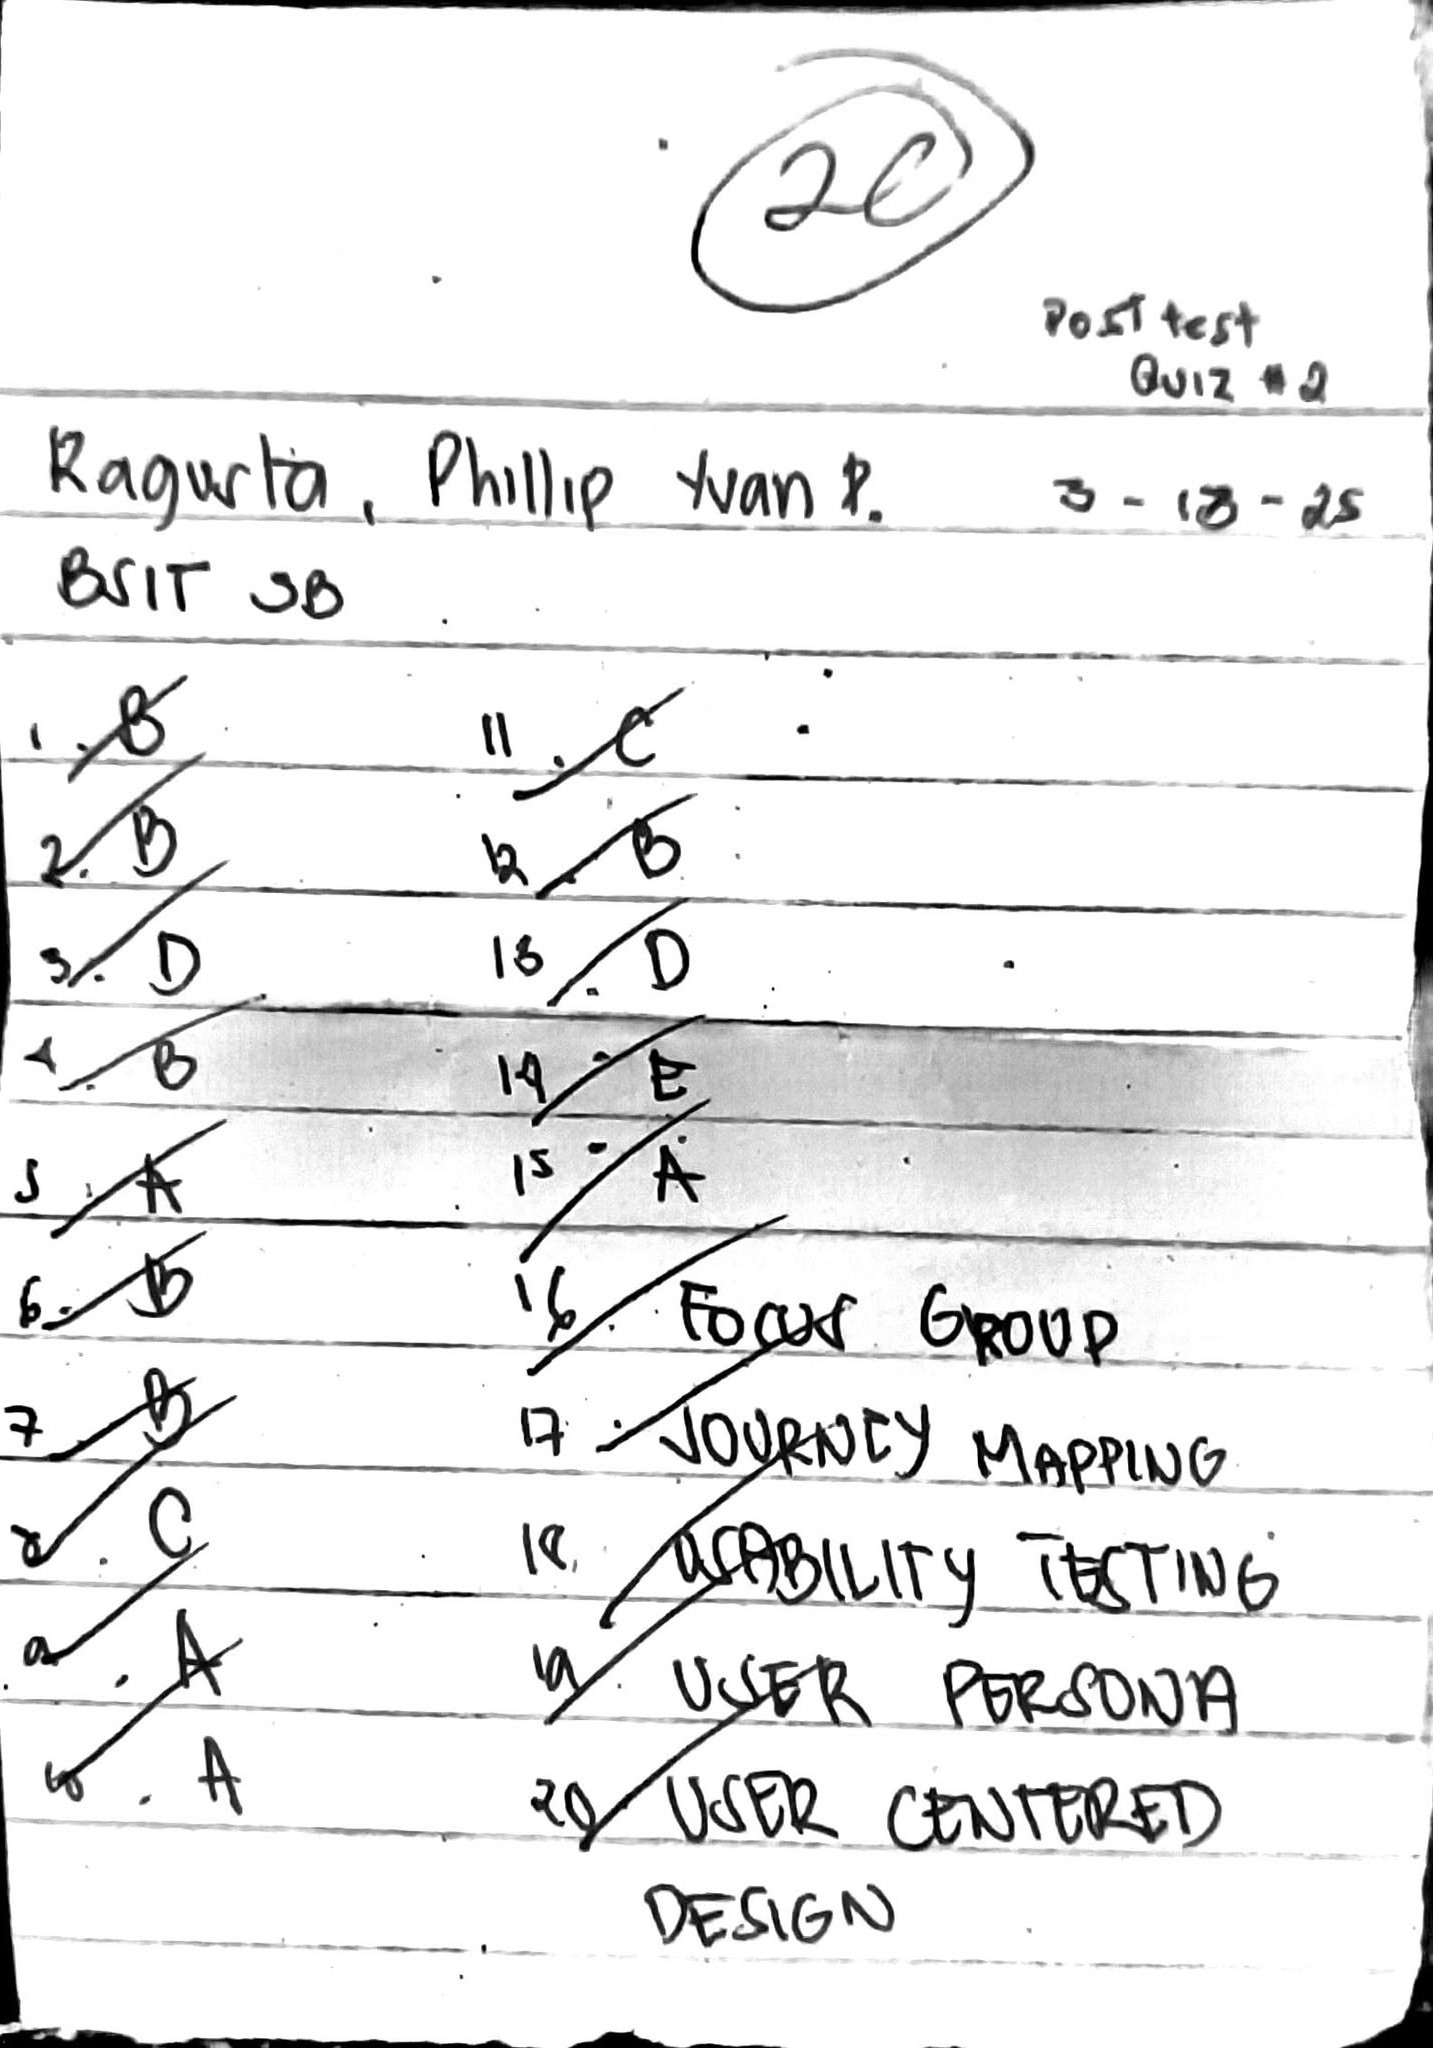 20
Post test
Quiz #2
Ragusta, Phillip Yvan P. 3-18-25
BSIT 3B
1. B
2. B
3. D
4. B
5. A
6. B
7 B
8. C
9. A
10. A
11. C
12. B
13. D
14. E
15. A
16. FOCUS GROUP
17. JOURNEY MAPPING
18. USABILITY TESTING
19. USER PERSONA
20. USER CENTERED
DESIGN